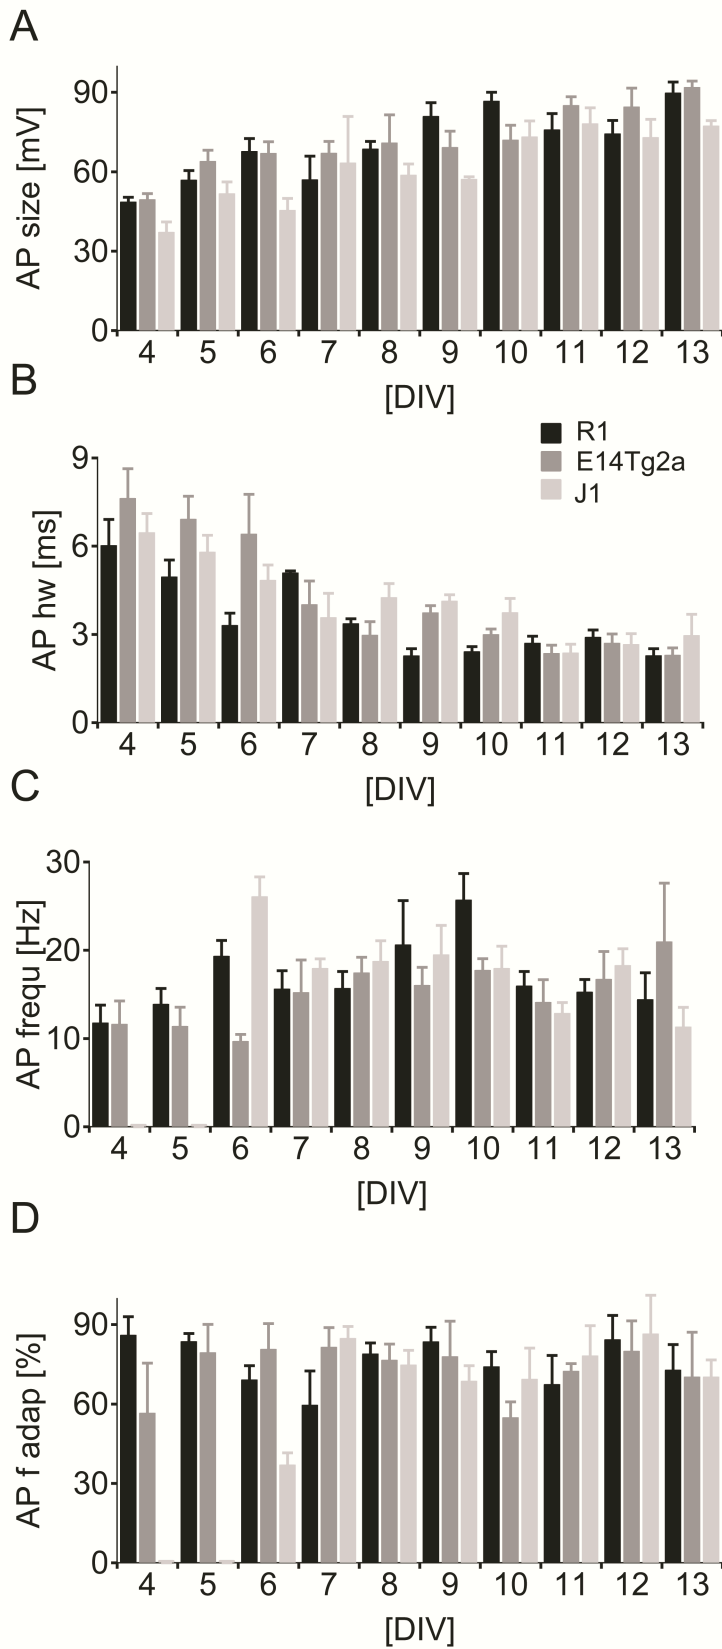 A
AP size [mV]
90
60
30
0
4 5 6 7 8 9 10 11 12 13
[DIV]
B
R1
E14Tg2a
J1
AP hw [ms]
9
6
3
0
4 5 6 7 8 9 10 11 12 13
[DIV]
C
AP frequ [Hz]
30
20
10
0
4 5 6 7 8 9 10 11 12 13
[DIV]
D
AP f adap [%]
90
60
30
0
4 5 6 7 8 9 10 11 12 13
[DIV]